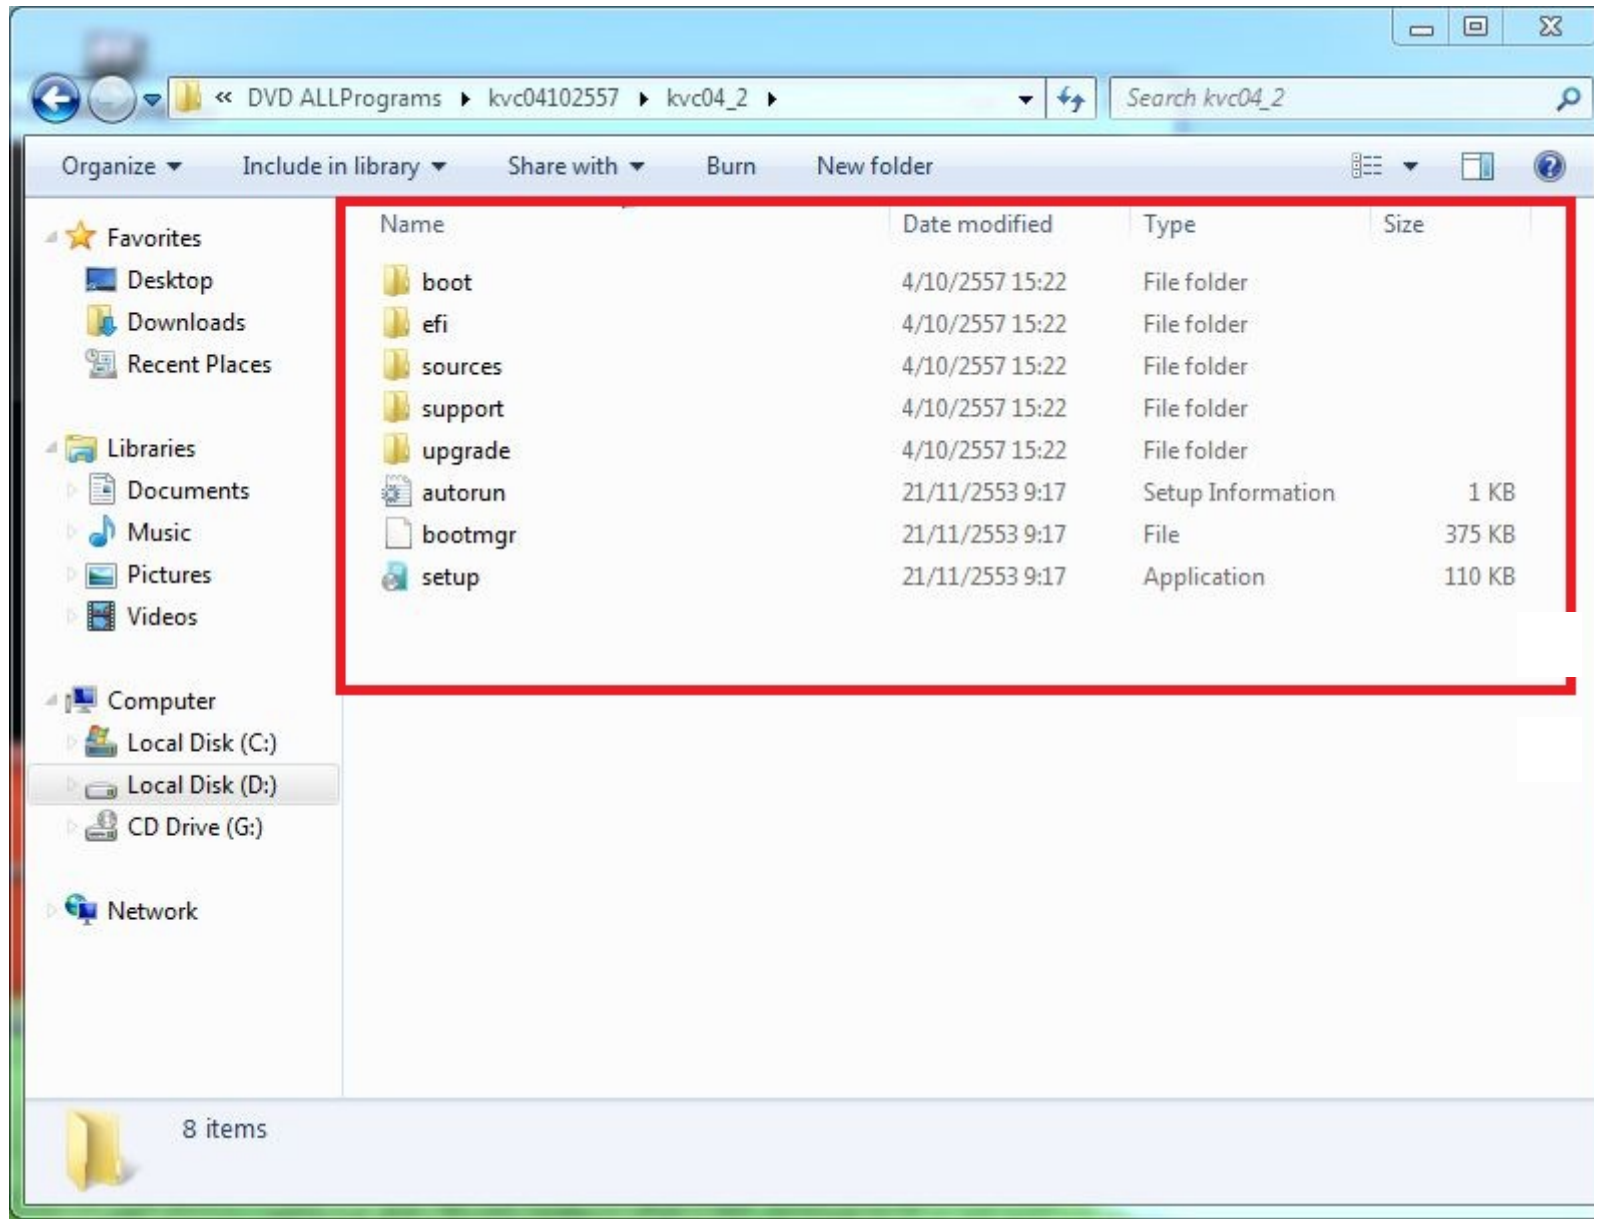 « DVD ALLPrograms kvc04102557 kvc04_2 Search kvc04_2
Organize Include in library Share with Burn New folder
Favorites
Desktop
Downloads
Recent Places
Libraries
Documents
Music
Pictures
Videos
Computer
Local Disk (C:)
Local Disk (D:)
CD Drive (G:)
Network
Name Date modified Type Size
boot 4/10/2557 15:22 File folder
efi 4/10/2557 15:22 File folder
sources 4/10/2557 15:22 File folder
support 4/10/2557 15:22 File folder
upgrade 4/10/2557 15:22 File folder
autorun 21/11/2553 9:17 Setup Information 1 KB
bootmgr 21/11/2553 9:17 File 375 KB
setup 21/11/2553 9:17 Application 110 KB
8 items